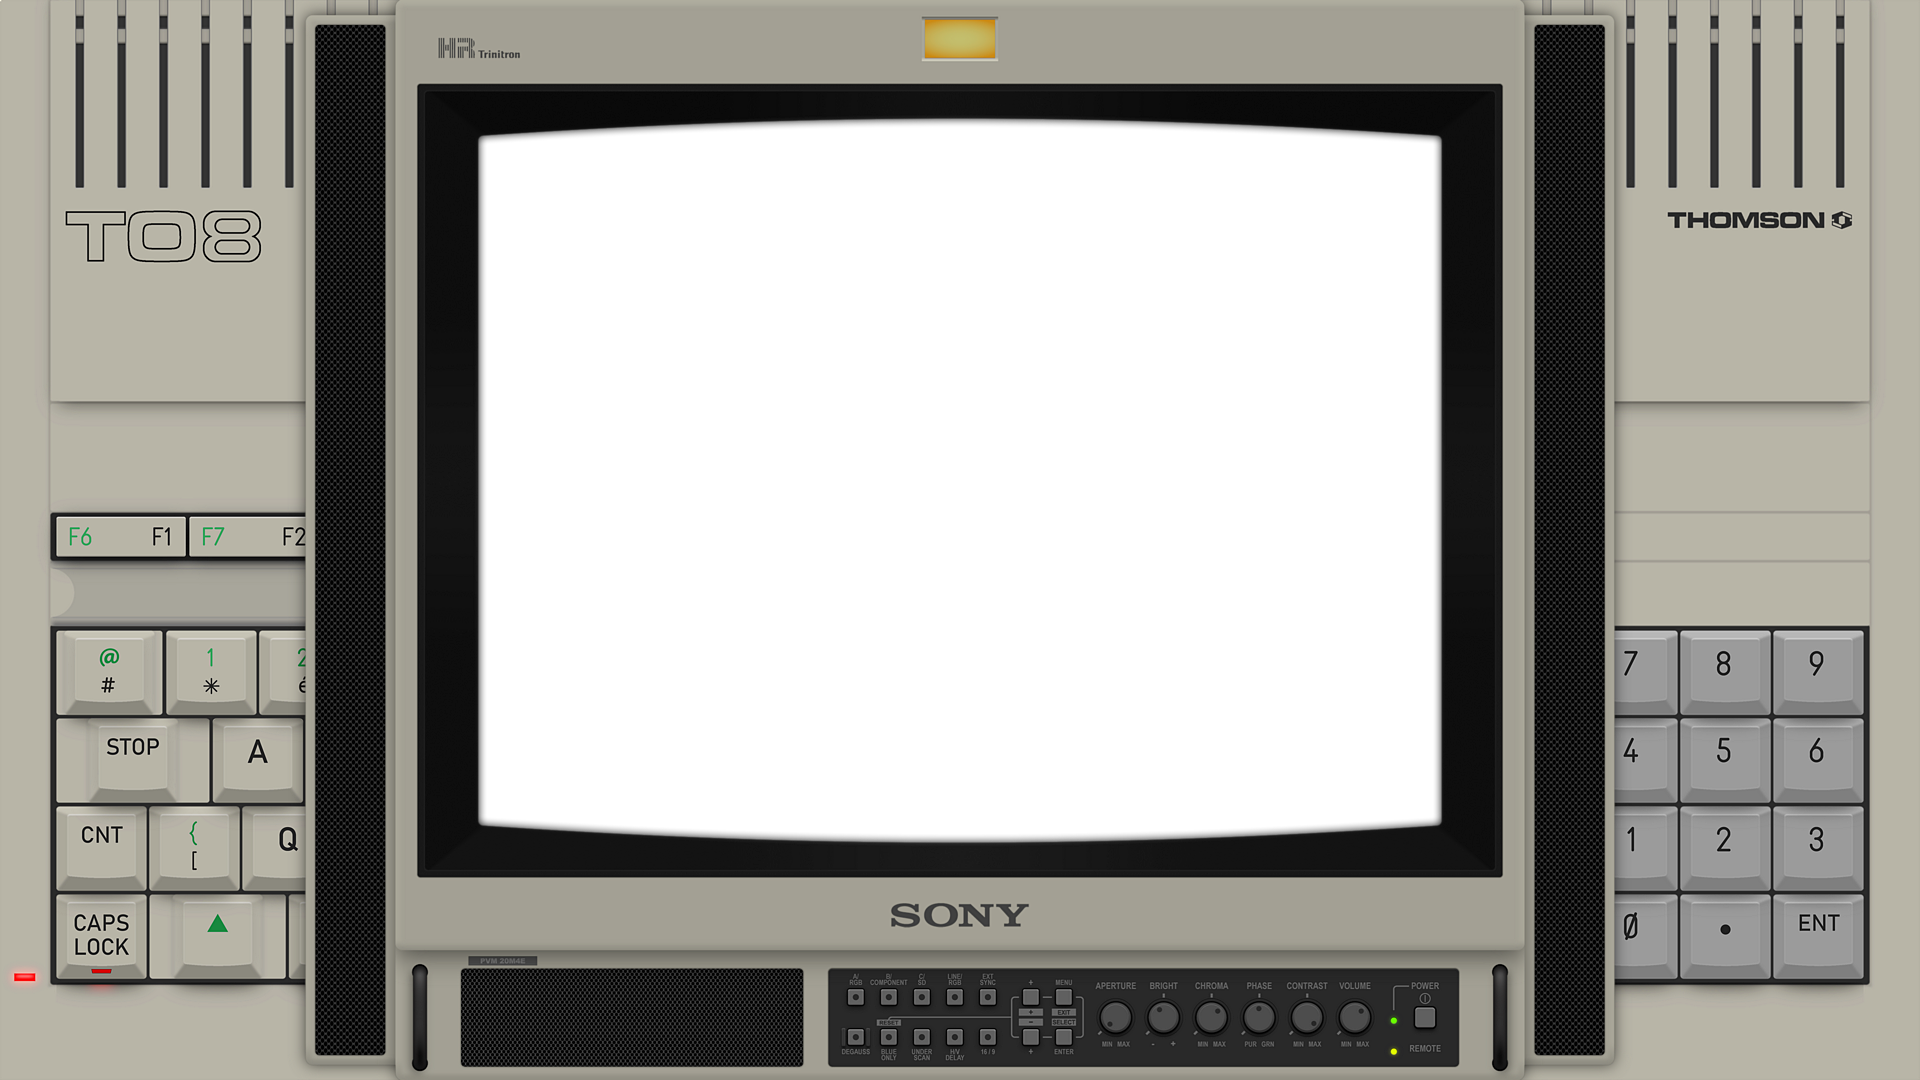 HR Trinitron
TO8
THOMSON
F6 F1 F7 F2
@
#
1
*
2
é
STOP
A
CNT
{
[
Q
CAPS
LOCK
7 8 9
4 5 6
1 2 3
0 . ENT
SONY
PVM 20M4E
A/
RGB
B/
COMPONENT
C/
SD
LINE/
RGB
EXT
SYNC
+
MENU
+
EXIT
RESET
−
SELECT
DEGAUSS
BLUE
ONLY
UNDER
SCAN
H/V
DELAY
16 / 9
+
ENTER
APERTURE BRIGHT CHROMA PHASE CONTRAST VOLUME
MIN MAX - + MIN MAX PUR GRN MIN MAX MIN MAX
POWER
REMOTE